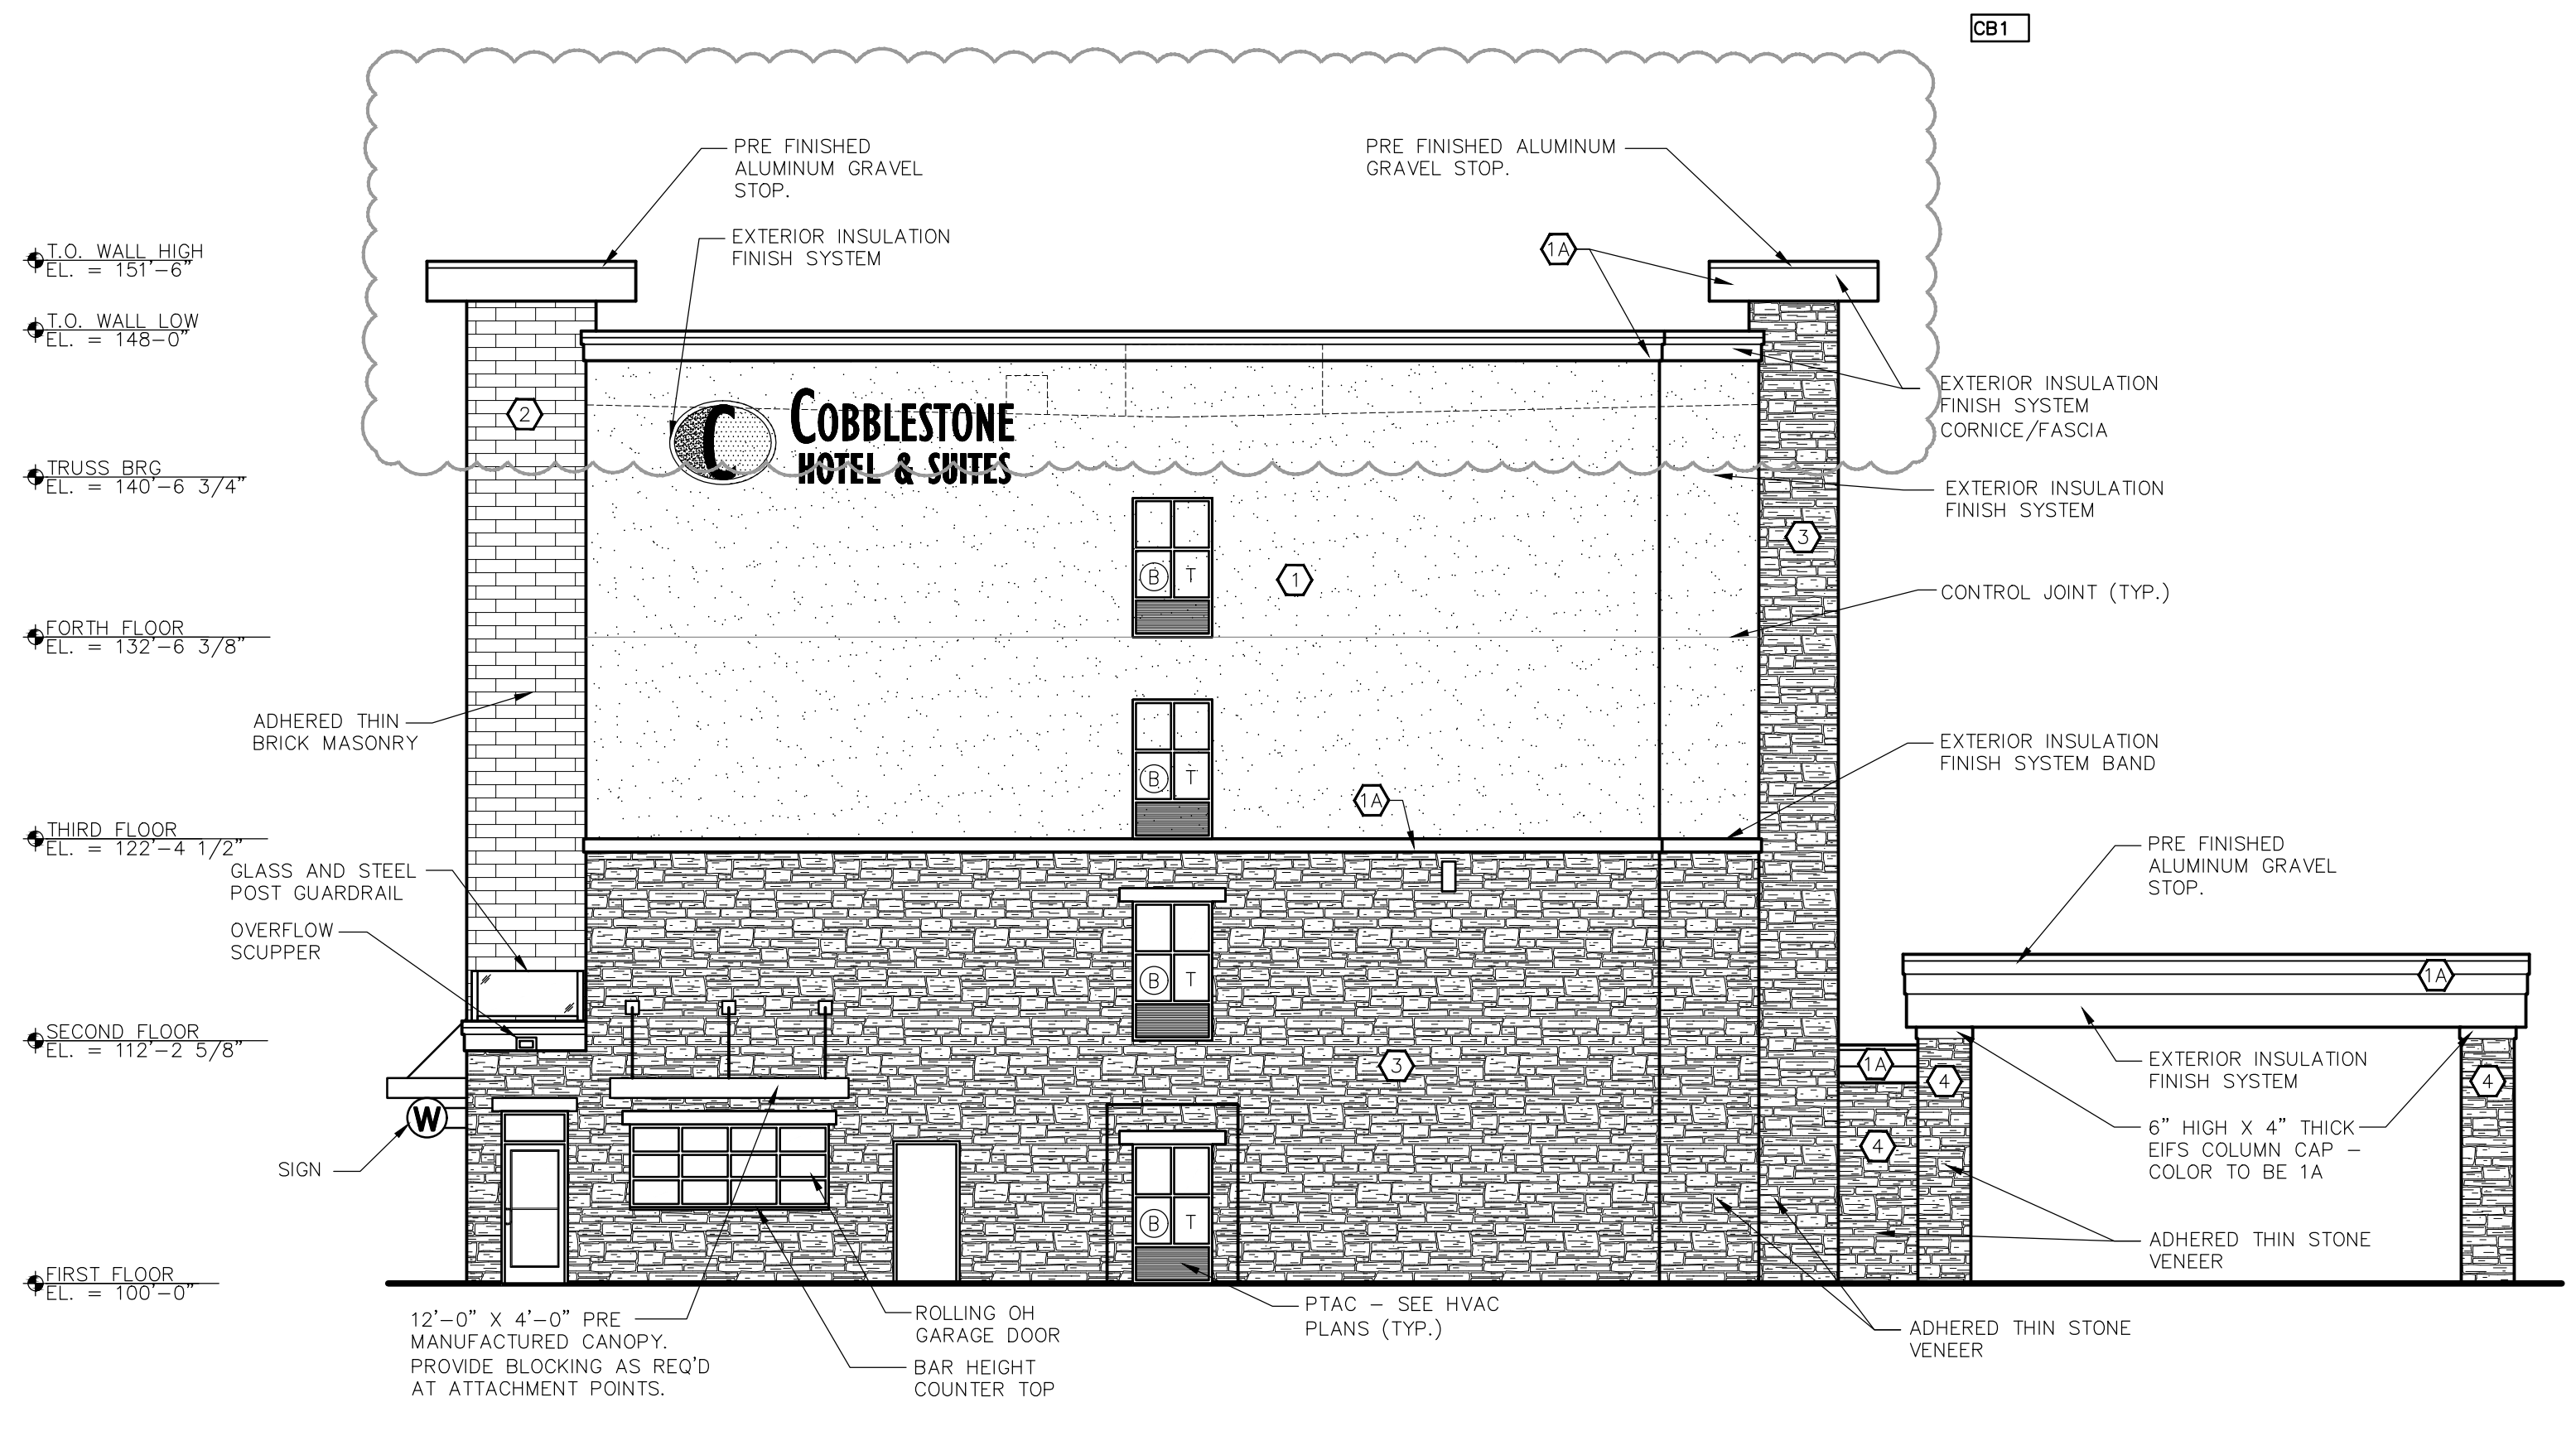 CB1
PRE FINISHED
ALUMINUM GRAVEL
STOP.
PRE FINISHED ALUMINUM
GRAVEL STOP.
EXTERIOR INSULATION
FINISH SYSTEM
1A
T.O. WALL HIGH
EL. = 151'-6"
T.O. WALL LOW
EL. = 148-0"
EXTERIOR INSULATION
FINISH SYSTEM
CORNICE/FASCIA
2
C
COBBLESTONE
HOTEL & SUITES
TRUSS BRG
EL. = 140'-6 3/4"
EXTERIOR INSULATION
FINISH SYSTEM
3
B T
1
CONTROL JOINT (TYP.)
FORTH FLOOR
EL. = 132'-6 3/8"
ADHERED THIN
BRICK MASONRY
EXTERIOR INSULATION
FINISH SYSTEM BAND
B T
1A
THIRD FLOOR
EL. = 122'-4 1/2"
GLASS AND STEEL
POST GUARDRAIL
PRE FINISHED
ALUMINUM GRAVEL
STOP.
OVERFLOW
SCUPPER
B T
1A
SECOND FLOOR
EL. = 112'-2 5/8"
3
1A
4
4
EXTERIOR INSULATION
FINISH SYSTEM
W
SIGN
4
6" HIGH X 4" THICK
EIFS COLUMN CAP -
COLOR TO BE 1A
B T
ADHERED THIN STONE
VENEER
FIRST FLOOR
EL. = 100'-0"
12'-0" X 4'-0" PRE
MANUFACTURED CANOPY.
PROVIDE BLOCKING AS REQ'D
AT ATTACHMENT POINTS.
ROLLING OH
GARAGE DOOR
BAR HEIGHT
COUNTER TOP
PTAC - SEE HVAC
PLANS (TYP.)
ADHERED THIN STONE
VENEER